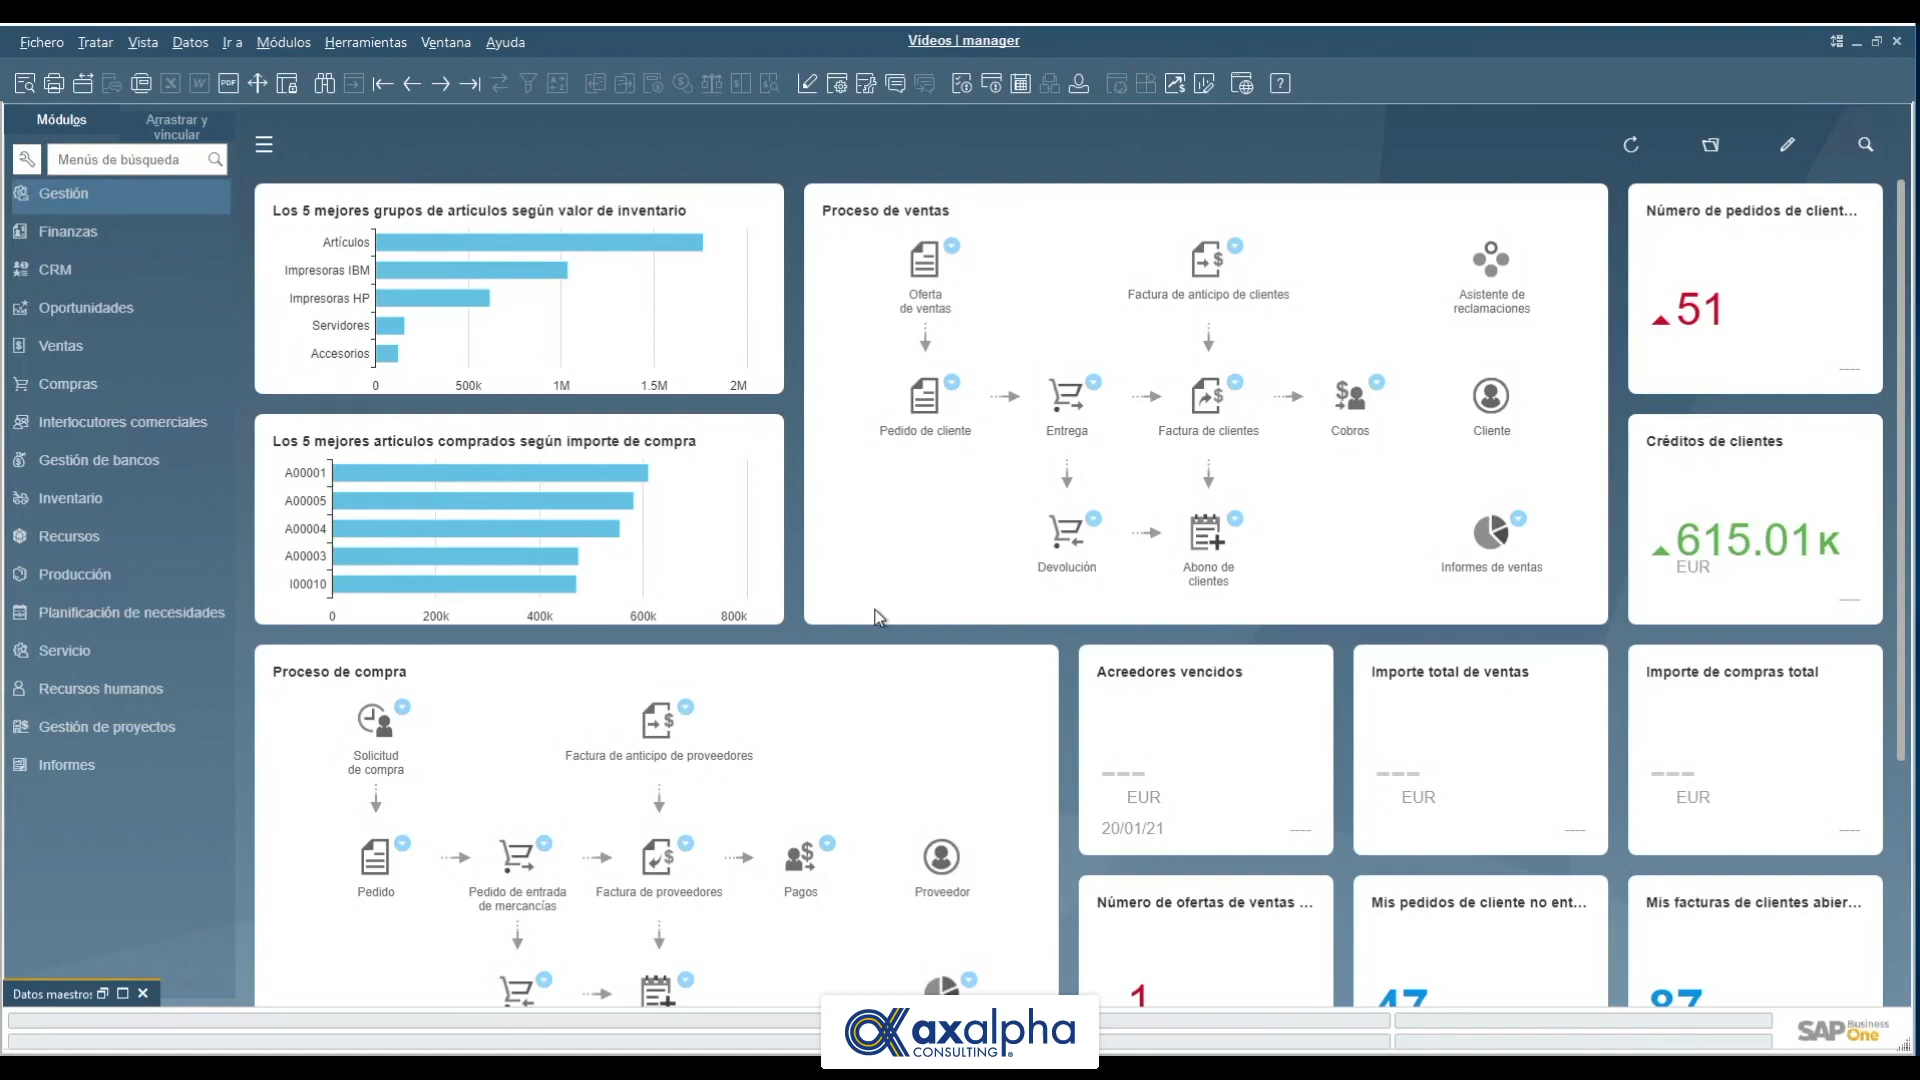 Fichero Tratar Vista Datos Ir a Módulos Herramientas Ventana Ayuda
Vídeos | manager
Módulos
Arrastrar y
vincular
Menús de búsqueda
Gestión
Finanzas
CRM
Oportunidades
Ventas
Compras
Interlocutores comerciales
Gestión de bancos
Inventario
Recursos
Producción
Planificación de necesidades
Servicio
Recursos humanos
Gestión de proyectos
Informes
Datos maestros
Los 5 mejores grupos de artículos según valor de inventario
Artículos
Impresoras IBM
Impresoras HP
Servidores
Accesorios
0 500k 1M 1.5M 2M
Los 5 mejores artículos comprados según importe de compra
A00001
A00005
A00004
A00003
I00010
0 200k 400k 600k 800k
Proceso de ventas
Oferta
de ventas
Factura de anticipo de clientes
Asistente de
reclamaciones
Pedido de cliente
Entrega
Factura de clientes
Cobros
Cliente
Devolución
Abono de
clientes
Informes de ventas
Número de pedidos de client...
51
Créditos de clientes
615.01K
EUR
Proceso de compra
Solicitud
de compra
Factura de anticipo de proveedores
Pedido
Pedido de entrada
de mercancías
Factura de proveedores
Pagos
Proveedor
Acreedores vencidos
EUR
20/01/21
Importe total de ventas
EUR
Importe de compras total
EUR
Número de ofertas de ventas ...
1
Mis pedidos de cliente no ent...
47
Mis facturas de clientes abier...
87
axalpha
CONSULTING®
SAP Business
One